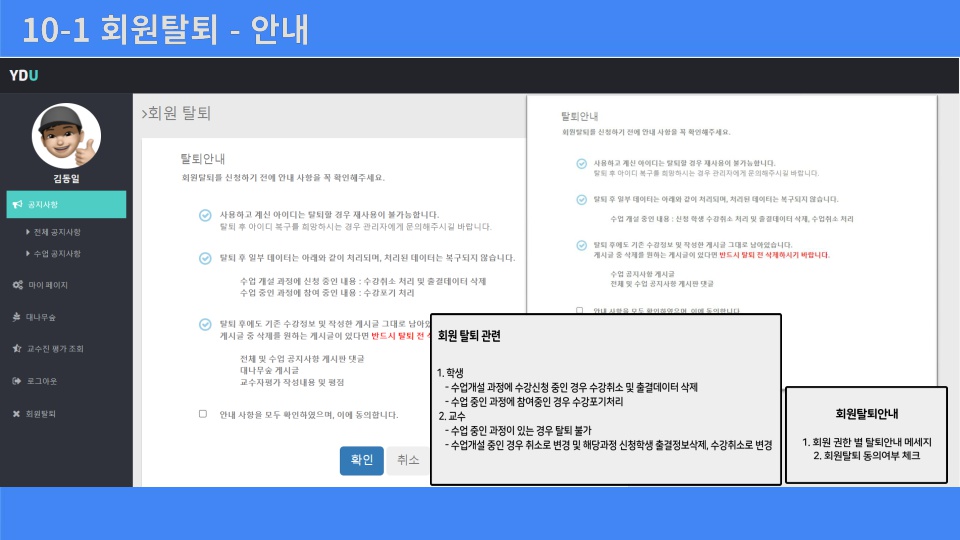 10-1 회원탈퇴 - 안내
YDU
김동일
공지사항
전체 공지사항
수업 공지사항
마이 페이지
대나무숲
교수진 평가 조회
로그아웃
회원탈퇴
>회원 탈퇴
탈퇴안내
회원탈퇴를 신청하기 전에 안내 사항을 꼭 확인해주세요.
사용하고 계신 아이디는 탈퇴할 경우 재사용이 불가능합니다.
탈퇴 후 아이디 복구를 희망하시는 경우 관리자에게 문의해주시길 바랍니다.
탈퇴 후 일부 데이터는 아래와 같이 처리되며, 처리된 데이터는 복구되지 않습니다.
수업 개설 과정에 신청 중인 내용 : 수강취소 처리 및 출결데이터 삭제
수업 중인 과정에 참여 중인 내용 : 수강포기 처리
탈퇴 후에도 기존 수강정보 및 작성한 게시글 그대로 남아
게시글 중 삭제를 원하는 게시글이 있다면 반드시 탈퇴 전
전체 및 수업 공지사항 게시판 댓글
대나무숲 게시글
교수자평가 작성내용 및 평점
안내 사항을 모두 확인하였으며, 이에 동의합니다.
확인
취소
탈퇴안내
회원탈퇴를 신청하기 전에 안내 사항을 꼭 확인해주세요.
사용하고 계신 아이디는 탈퇴할 경우 재사용이 불가능합니다.
탈퇴 후 아이디 복구를 희망하시는 경우 관리자에게 문의해주시길 바랍니다.
탈퇴 후 일부 데이터는 아래와 같이 처리되며, 처리된 데이터는 복구되지 않습니다.
수업 개설 중인 내용 : 신청 학생 수강취소 처리 및 출결데이터 삭제, 수업취소 처리
탈퇴 후에도 기존 수강정보 및 작성한 게시글 그대로 남아있습니다.
게시글 중 삭제를 원하는 게시글이 있다면 반드시 탈퇴 전 삭제하시기 바랍니다.
수업 공지사항 게시글
전체 및 수업 공지사항 게시판 댓글
안내 사항을 모두 확인하였으며, 이에 동의합니다.
회원 탈퇴 관련
1. 학생
- 수업개설 과정에 수강신청 중인 경우 수강취소 및 출결데이터 삭제
- 수업 중인 과정에 참여중인 경우 수강포기처리
2. 교수
- 수업 중인 과정이 있는 경우 탈퇴 불가
- 수업개설 중인 경우 취소로 변경 및 해당과정 신청학생 출결정보삭제, 수강취소로 변경
회원탈퇴안내
1. 회원 권한 별 탈퇴안내 메세지
2. 회원탈퇴 동의여부 체크